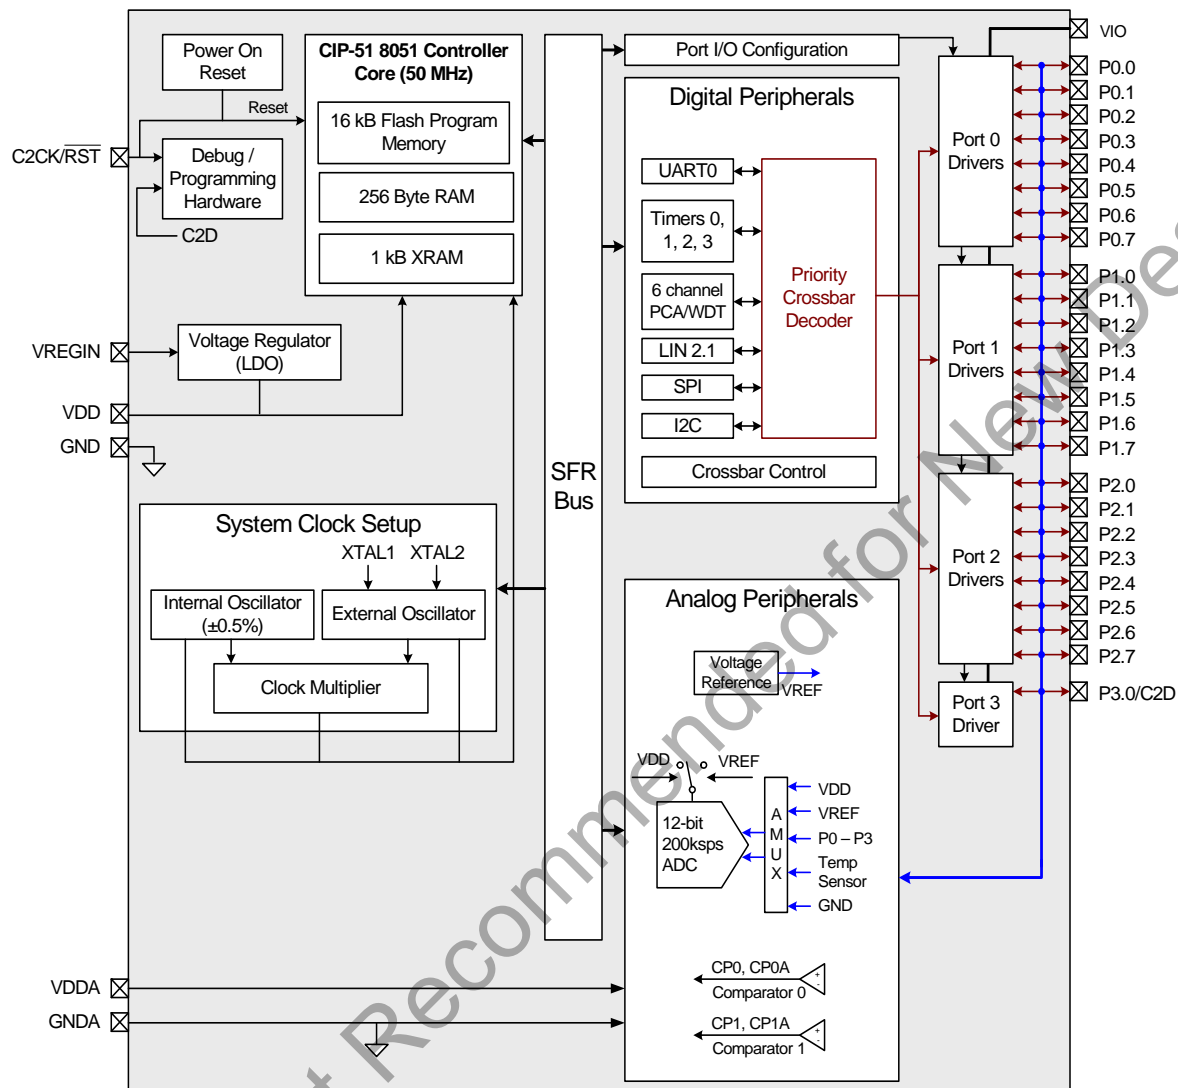 Power On
Reset
CIP-51 8051 Controller
Core (50 MHz)
16 kB Flash Program
Memory
256 Byte RAM
1 kB XRAM
Reset
C2CK/RST
Debug /
Programming
Hardware
C2D
VREGIN
Voltage Regulator
(LDO)
VDD
GND
System Clock Setup
XTAL1
XTAL2
Internal Oscillator
(±0.5%)
External Oscillator
Clock Multiplier
VDDA
GNDA
SFR
Bus
Port I/O Configuration
Digital Peripherals
UART0
Timers 0,
1, 2, 3
6 channel
PCA/WDT
LIN 2.1
SPI
I2C
Priority
Crossbar
Decoder
Crossbar Control
Analog Peripherals
Voltage
Reference
VREF
VDD
VREF
12-bit
200ksps
ADC
A
M
U
X
VDD
VREF
P0 – P3
Temp
Sensor
GND
CP0, CP0A
Comparator 0
+
-
CP1, CP1A
Comparator 1
+
-
Port 0
Drivers
Port 1
Drivers
Port 2
Drivers
Port 3
Driver
VIO
P0.0
P0.1
P0.2
P0.3
P0.4
P0.5
P0.6
P0.7
P1.0
P1.1
P1.2
P1.3
P1.4
P1.5
P1.6
P1.7
P2.0
P2.1
P2.2
P2.3
P2.4
P2.5
P2.6
P2.7
P3.0/C2D
Recommended for New